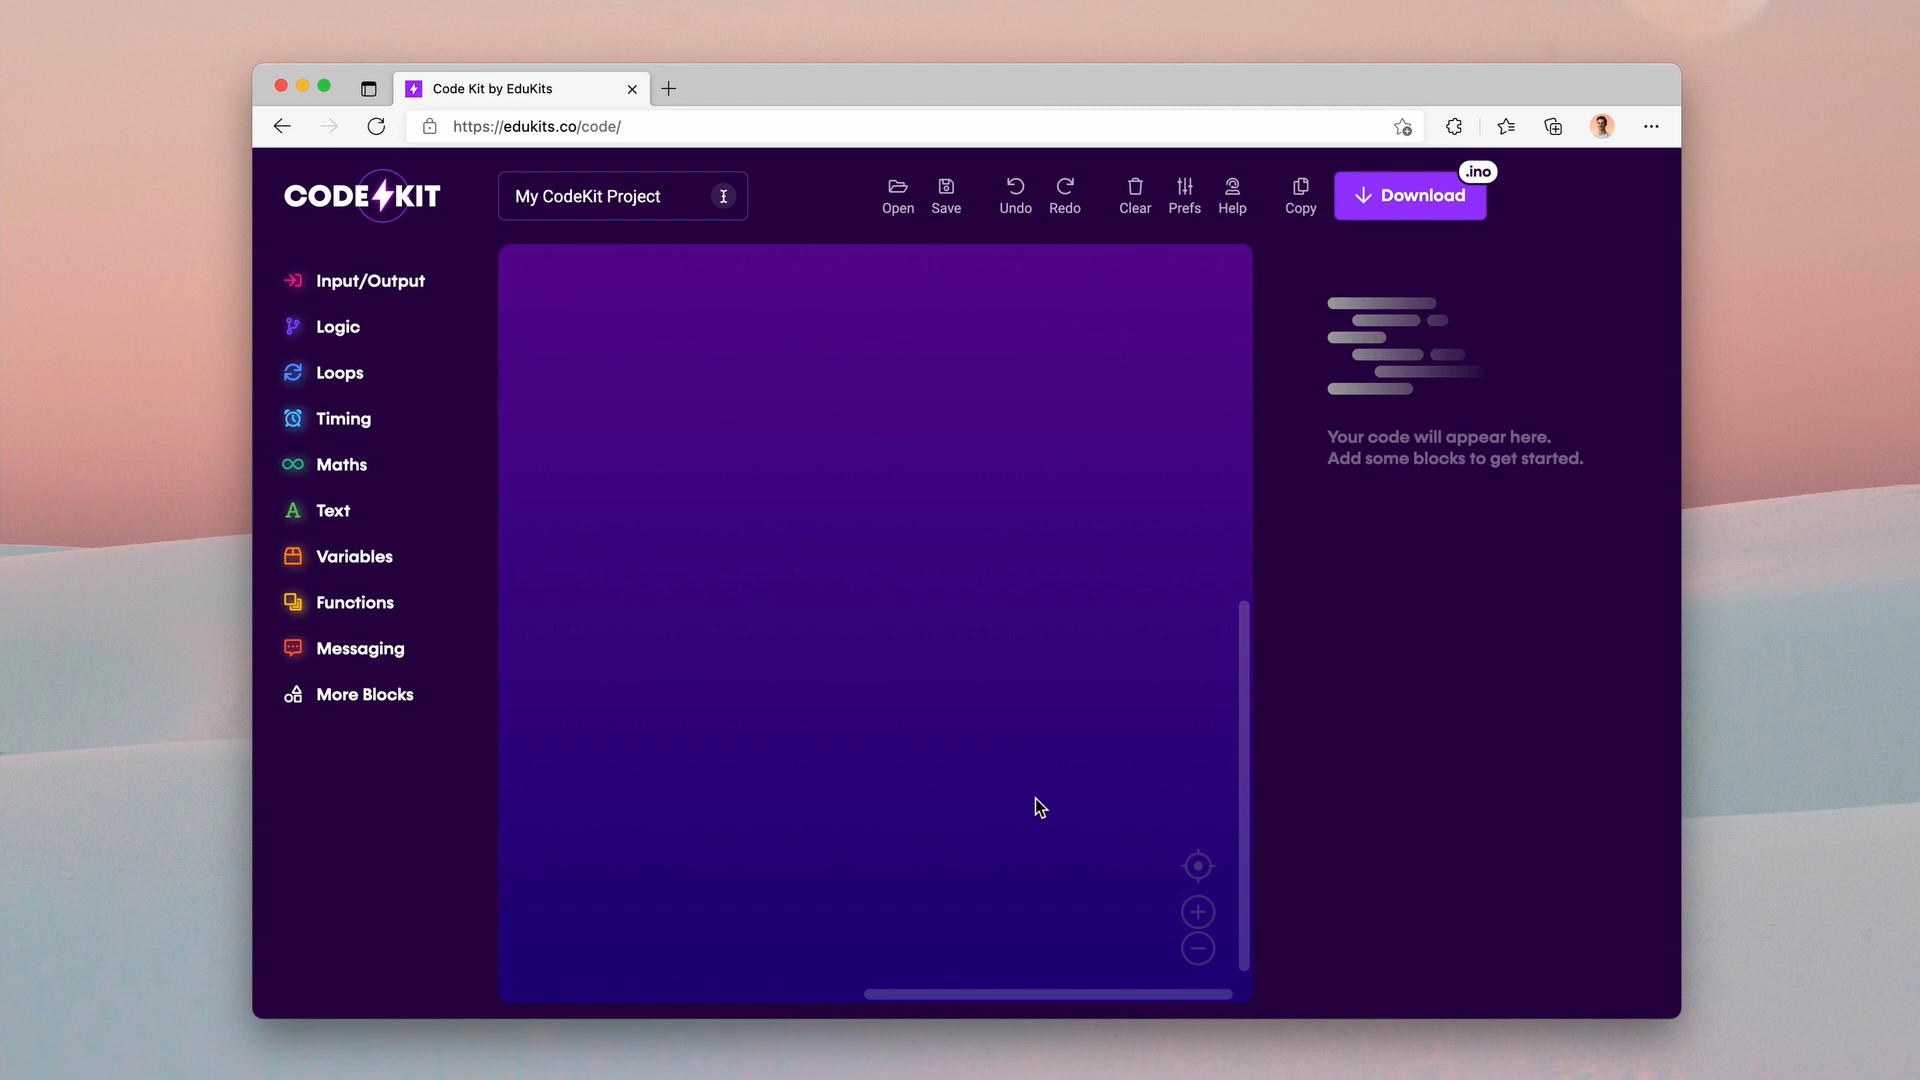 Code Kit by EduKits
https://edukits.co/code/
CODE KIT
My CodeKit Project
Open
Save
Undo
Redo
Clear
Prefs
Help
Copy
Download
.ino
Input/Output
Logic
Loops
Timing
Maths
Text
Variables
Functions
Messaging
More Blocks
Your code will appear here.
Add some blocks to get started.